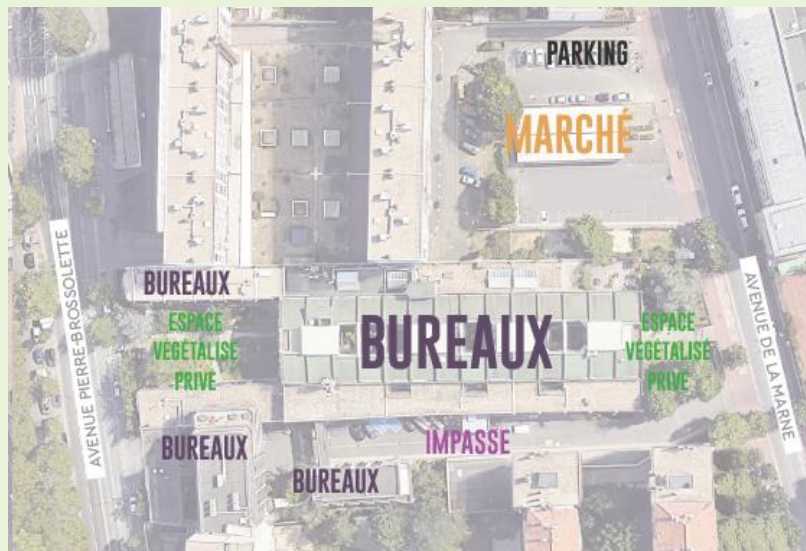 PARKING
MARCHÉ
AVENUE PIERRE-BROSSOLETTE
BUREAUX
ESPACE
VÉGÉTALISÉ
PRIVÉ
BUREAUX
ESPACE
VÉGÉTALISÉ
PRIVÉ
AVENUE DE LA MARNE
BUREAUX
IMPASSE
BUREAUX